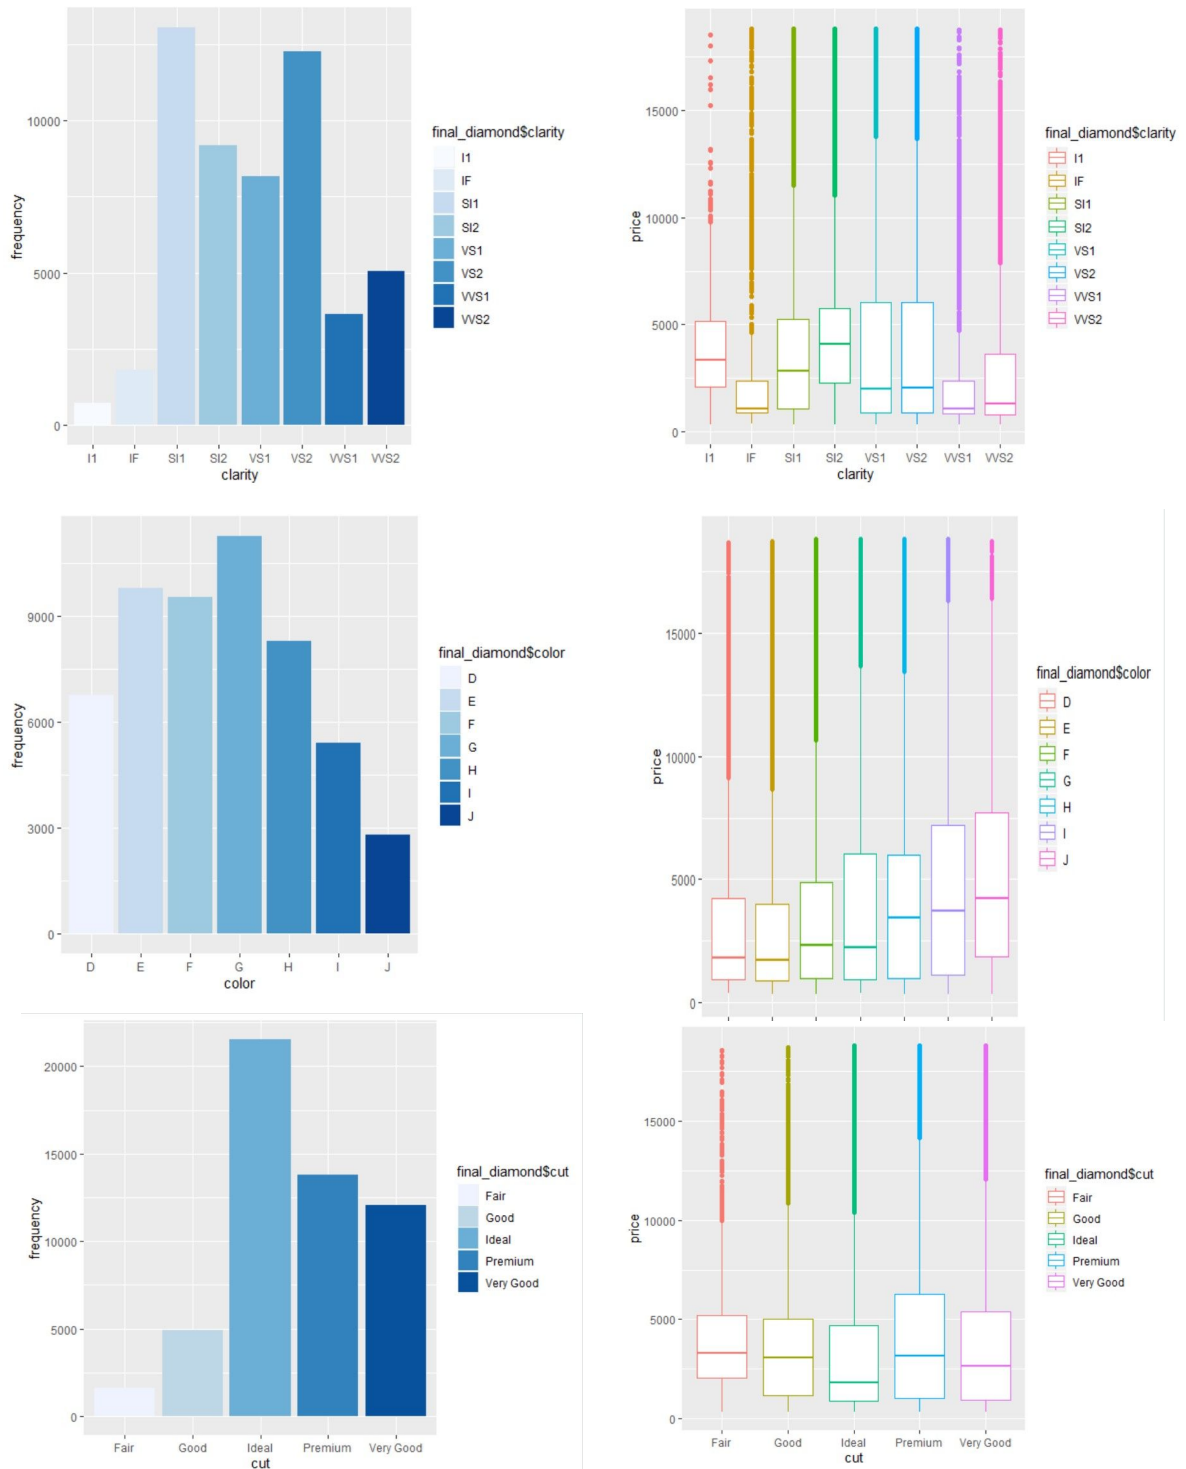 frequency
10000
5000
0
I1 IF SI1 SI2 VS1 VS2 VVS1 VVS2
clarity
final_diamond$clarity
I1
IF
SI1
SI2
VS1
VS2
VVS1
VVS2
price
15000
10000
5000
0
I1 IF SI1 SI2 VS1 VS2 VVS1 VVS2
clarity
final_diamond$clarity
I1
IF
SI1
SI2
VS1
VS2
VVS1
VVS2
frequency
9000
6000
3000
0
D E F G H I J
color
final_diamond$color
D
E
F
G
H
I
J
price
15000
10000
5000
0
final_diamond$color
D
E
F
G
H
I
J
frequency
20000
15000
10000
5000
0
Fair Good Ideal Premium Very Good
cut
final_diamond$cut
Fair
Good
Ideal
Premium
Very Good
price
15000
10000
5000
0
Fair Good Ideal Premium Very Good
cut
final_diamond$cut
Fair
Good
Ideal
Premium
Very Good